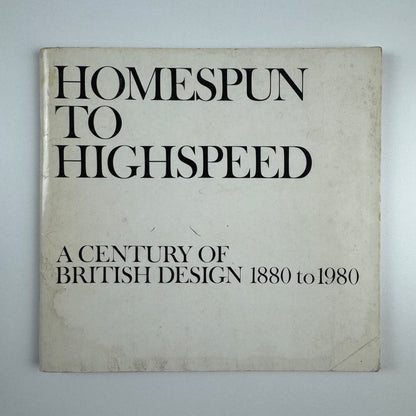 HOMESPUN
TO
HIGHSPEED
A CENTURY OF
BRITISH DESIGN 1880 to 1980